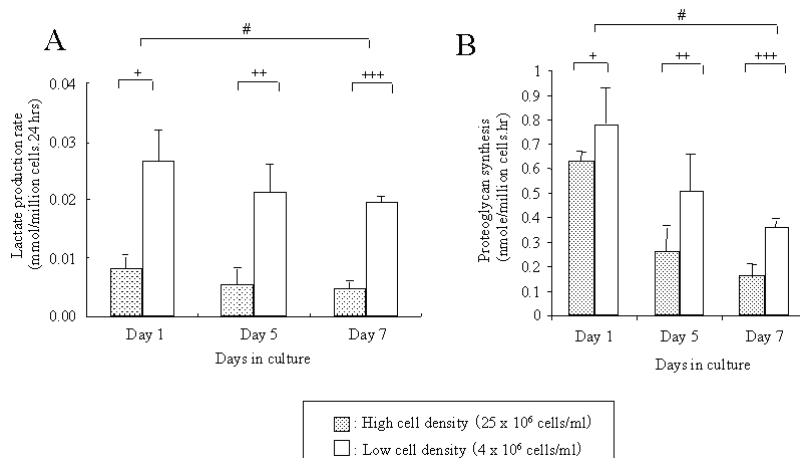 A
#
+
++
+++
0.04
0.03
0.02
0.01
0.00
Lactate production rate
(mmol/million cells.24 hrs)
Day 1
Day 5
Day 7
Days in culture
B
#
+
++
+++
1
0.9
0.8
0.7
0.6
0.5
0.4
0.3
0.2
0.1
0
Proteoglycan synthesis
(nmole/million cells.hr)
Day 1
Day 5
Day 7
Days in culture
: High cell density (25 x 10⁶ cells/ml)
: Low cell density (4 x 10⁶ cells/ml)